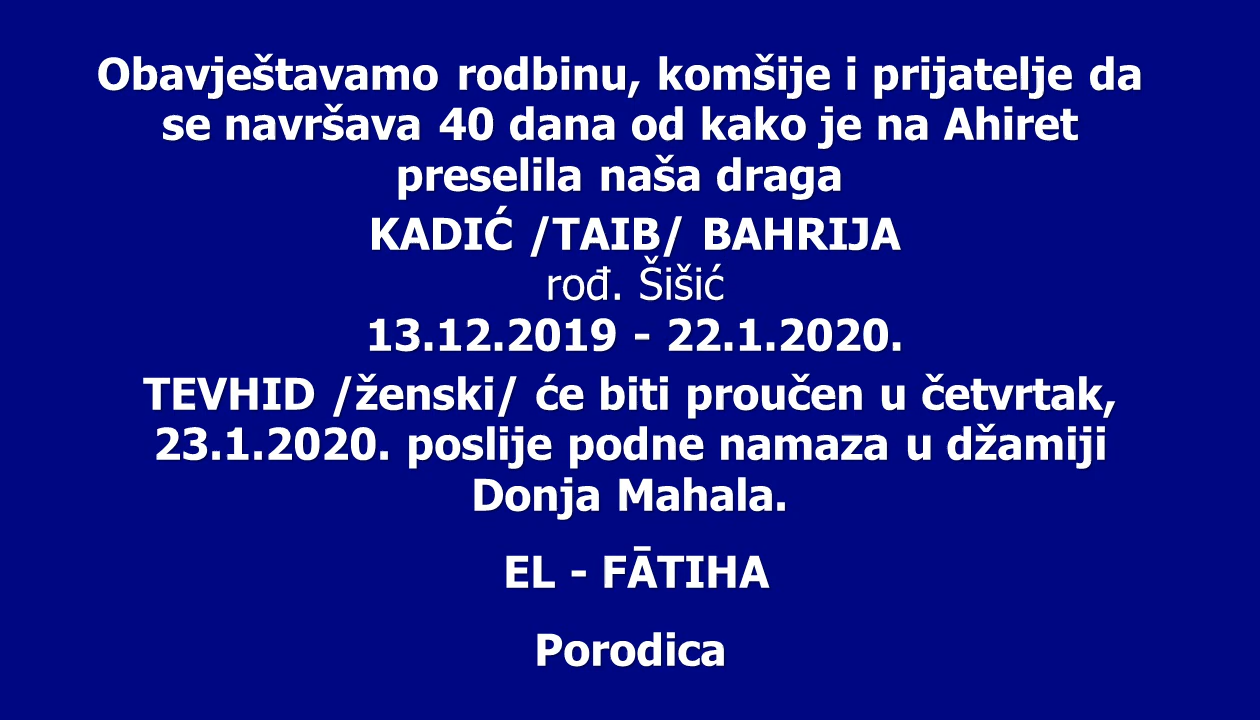 Obavještavamo rodbinu, komšije i prijatelje da
se navršava 40 dana od kako je na Ahiret
preselila naša draga
KADIĆ /TAIB/ BAHRIJA
rođ. Šišić
13.12.2019 - 22.1.2020.
TEVHID /ženski/ će biti proučen u četvrtak,
23.1.2020. poslije podne namaza u džamiji
Donja Mahala.
EL - FĀTIHA
Porodica